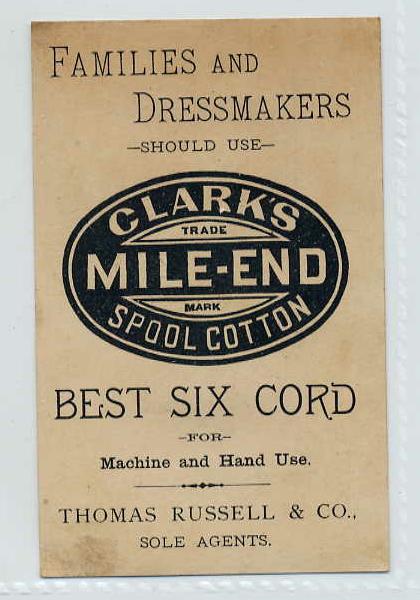 FAMILIES AND
DRESSMAKERS
—SHOULD USE—
CLARK'S
TRADE
MILE-END
MARK
SPOOL COTTON
BEST SIX CORD
—FOR—
Machine and Hand Use.
THOMAS RUSSELL & CO.,
SOLE AGENTS.